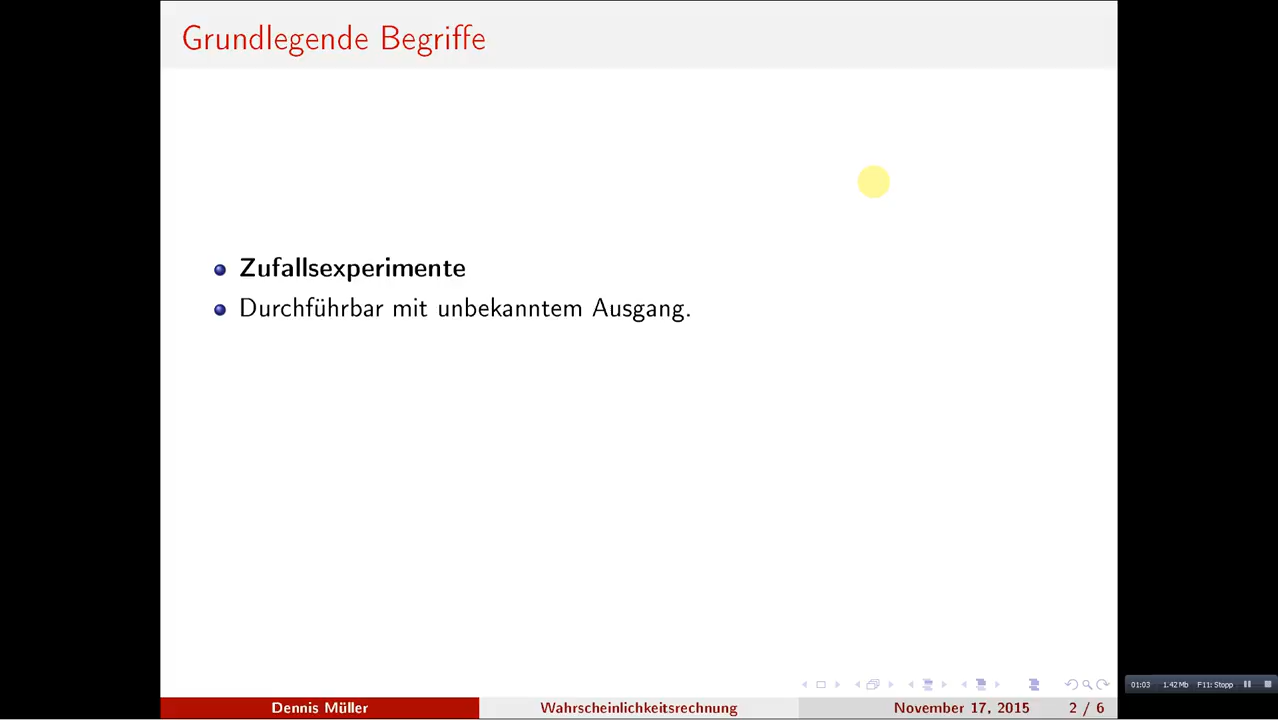 Grundlegende Begriffe
Zufallsexperimente
Durchführbar mit unbekanntem Ausgang.
Dennis Müller Wahrscheinlichkeitsrechnung November 17, 2015 2 / 6
01:03 1.42 Mb F11: Stopp